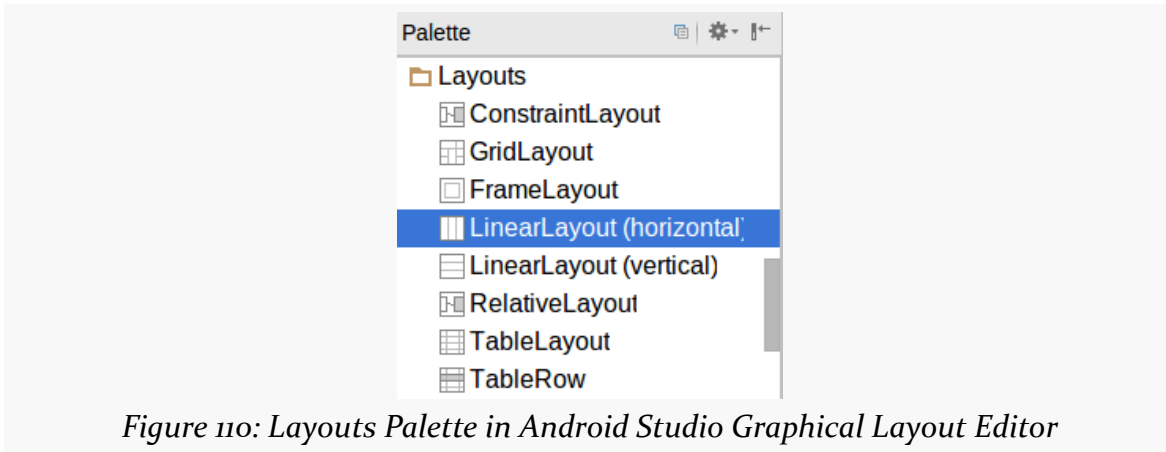 Palette
Layouts
ConstraintLayout
GridLayout
FrameLayout
LinearLayout (horizontal)
LinearLayout (vertical)
RelativeLayout
TableLayout
TableRow
Figure 110: Layouts Palette in Android Studio Graphical Layout Editor